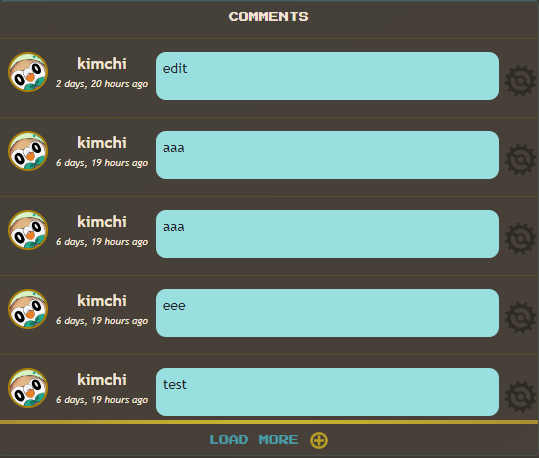 COMMENTS
kimchi
2 days, 20 hours ago
edit
kimchi
6 days, 19 hours ago
aaa
kimchi
6 days, 19 hours ago
aaa
kimchi
6 days, 19 hours ago
eee
kimchi
6 days, 19 hours ago
test
LOAD MORE